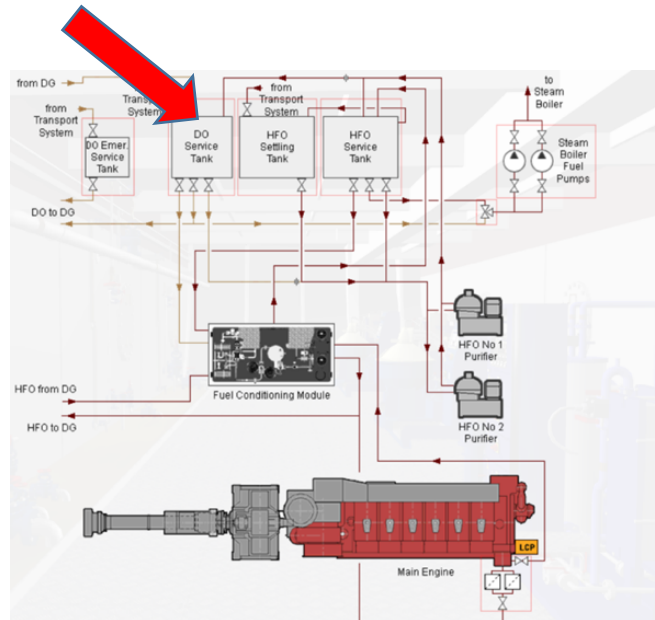 from DG
from
Transport
System
DO Emer.
Service
Tank
Trans
System
DO
Service
Tank
from
Transport
System
HFO
Settling
Tank
HFO
Service
Tank
to
Steam
Boiler
Steam
Boiler
Fuel
Pumps
DO to DG
HFO No 1
Purifier
Fuel Conditioning Module
HFO from DG
HFO to DG
HFO No 2
Purifier
LCP
Main Engine